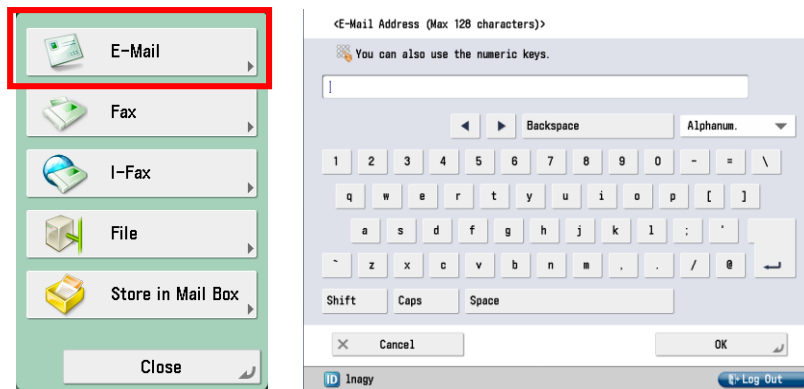 E-Mail
Fax
I-Fax
File
Store in Mail Box
Close
<E-Mail Address (Max 128 characters)>
You can also use the numeric keys.
Backspace
Alphanum.
1 2 3 4 5 6 7 8 9 0 - = \
q w e r t y u i o p [ ]
a s d f g h j k l ; '
` z x c v b n m , . / @
Shift Caps Space
Cancel OK
ID lnagy Log Out